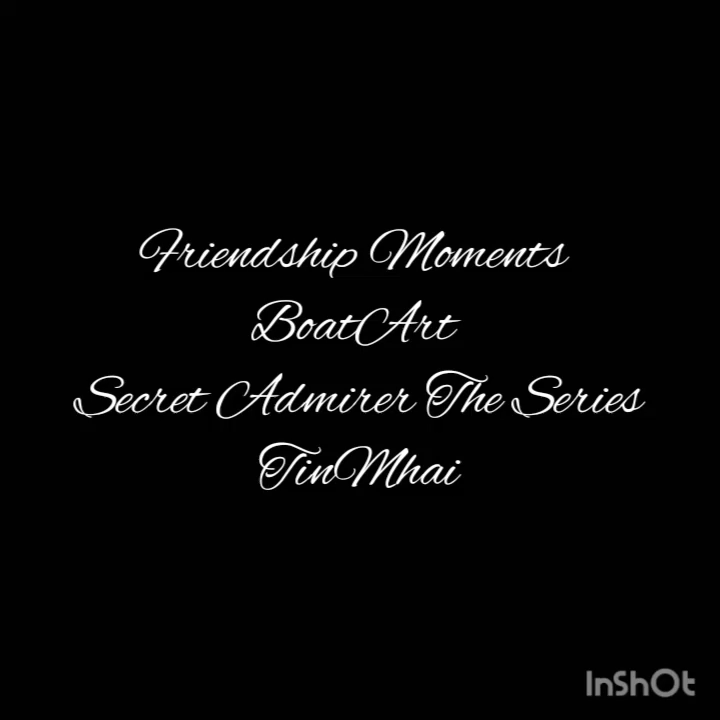 Friendship Moments
BoatArt
Secret Admirer The Series
TinMhai
InShOt